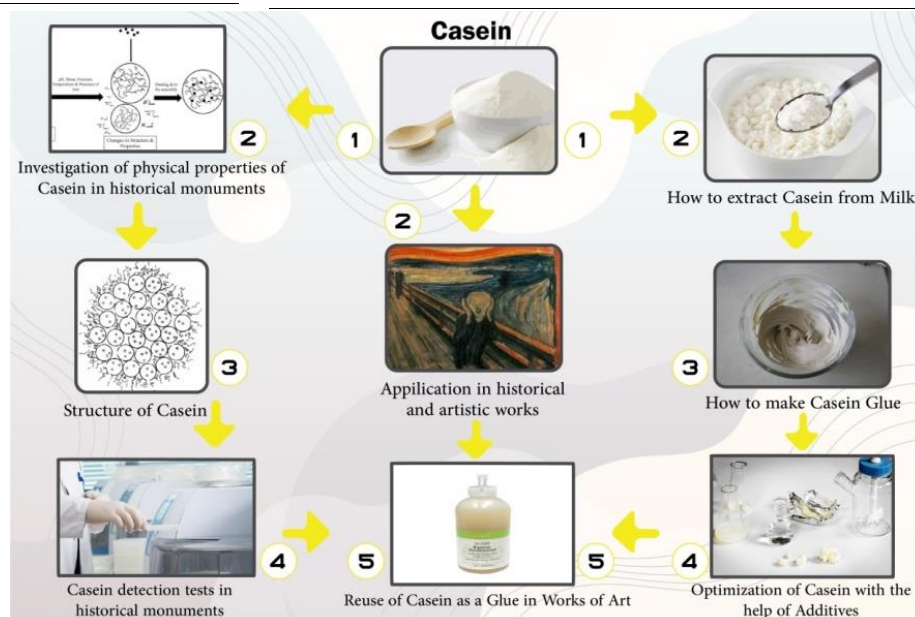 Casein
1
1
2
Investigation of physical properties of
Casein in historical monuments
2
How to extract Casein from Milk
2
Appilication in historical
and artistic works
3
Structure of Casein
3
How to make Casein Glue
4
Casein detection tests in
historical monuments
5
5
Reuse of Casein as a Glue in Works of Art
4
Optimization of Casein with the
help of Additives